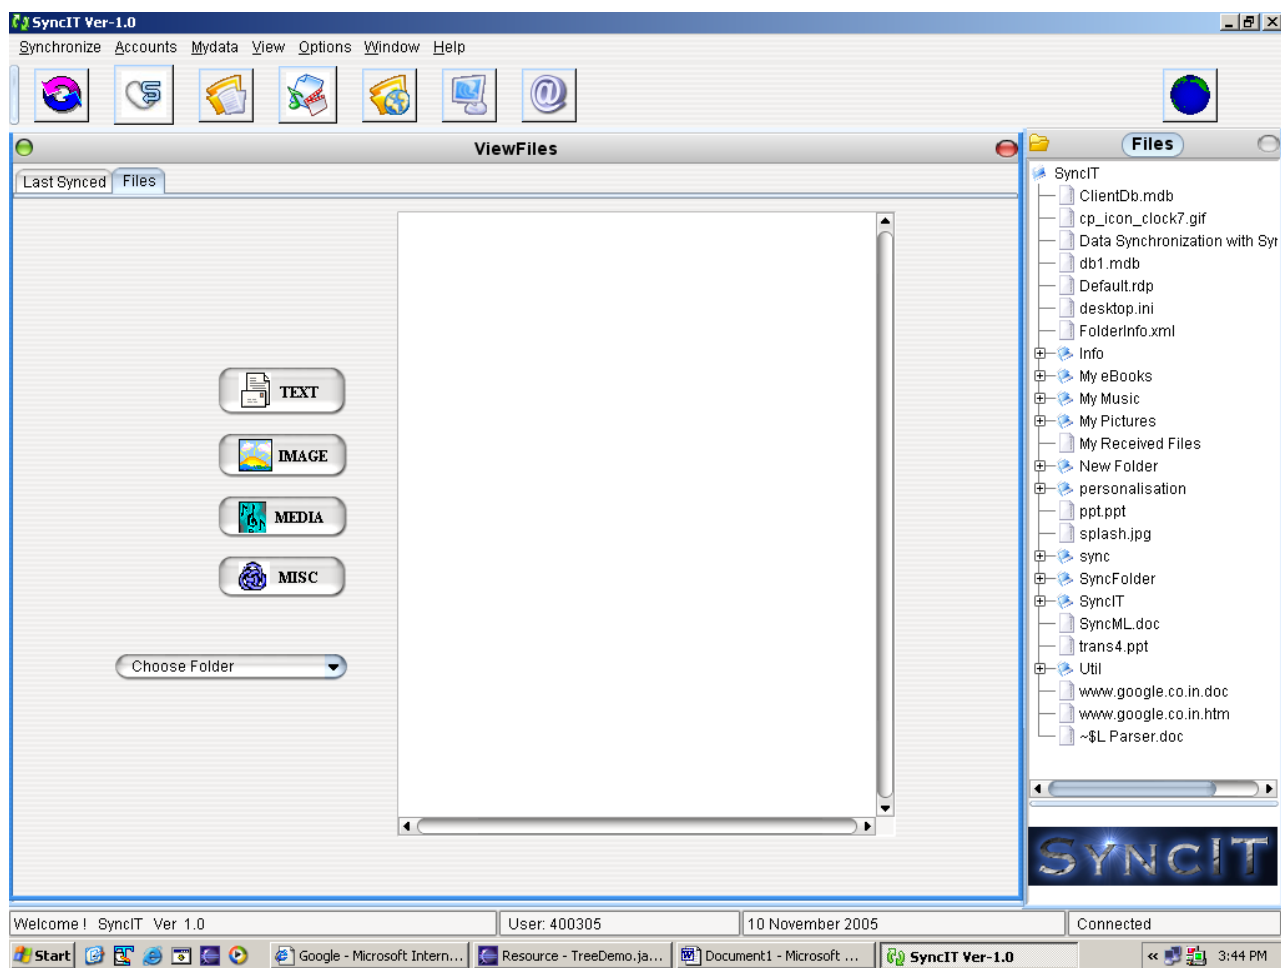 SyncIT Ver-1.0
Synchronize Accounts Mydata View Options Window Help
ViewFiles
Last Synced Files
TEXT
IMAGE
MEDIA
MISC
Choose Folder
Files
SyncIT
ClientDb.mdb
cp_icon_clock7.gif
Data Synchronization with Syn
db1.mdb
Default.rdp
desktop.ini
FolderInfo.xml
Info
My eBooks
My Music
My Pictures
My Received Files
New Folder
personalisation
ppt.ppt
splash.jpg
sync
SyncFolder
SyncIT
SyncML.doc
trans4.ppt
Util
www.google.co.in.doc
www.google.co.in.htm
~$L Parser.doc
SYNCIT
Welcome ! SyncIT Ver 1.0 User: 400305 10 November 2005 Connected
Start Google - Microsoft Intern... Resource - TreeDemo.ja... Document1 - Microsoft ... SyncIT Ver-1.0 « 3:44 PM